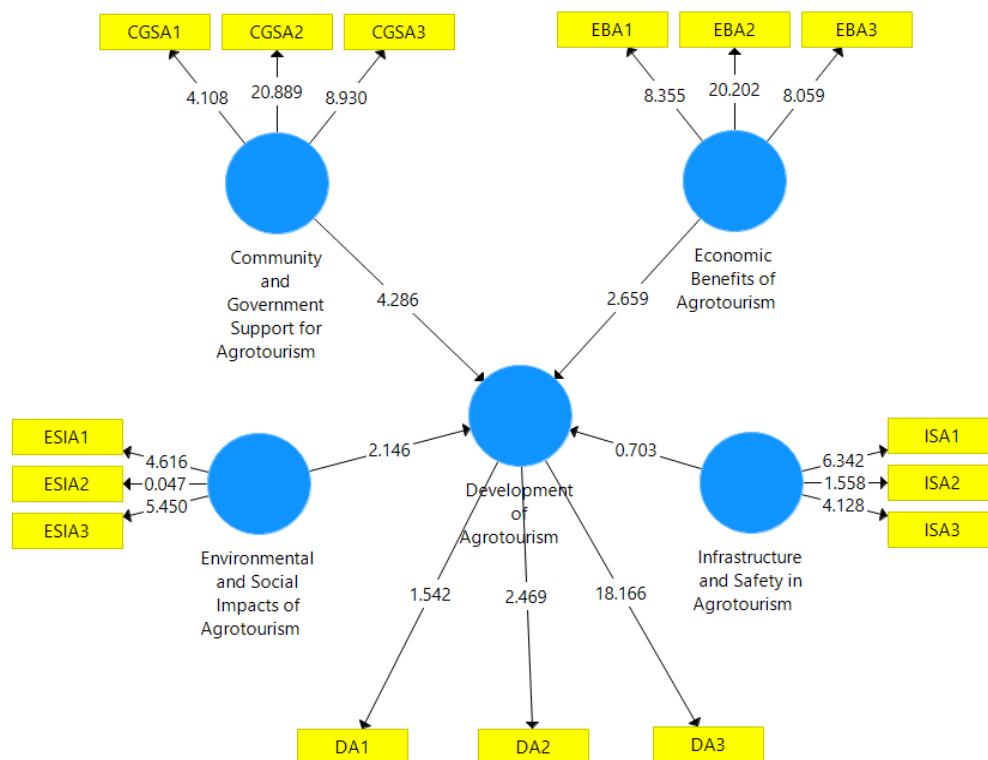 CGSA1
CGSA2
CGSA3
EBA1
EBA2
EBA3
4.108
20.889
8.930
8.355
20.202
8.059
Community
and
Government
Support for
Agrotourism
Economic
Benefits of
Agrotourism
4.286
2.659
ESIA1
ESIA2
ESIA3
4.616
0.047
5.450
2.146
0.703
ISA1
ISA2
ISA3
6.342
1.558
4.128
Development
of
Agrotourism
Environmental
and Social
Impacts of
Agrotourism
Infrastructure
and Safety in
Agrotourism
1.542
2.469
18.166
DA1
DA2
DA3